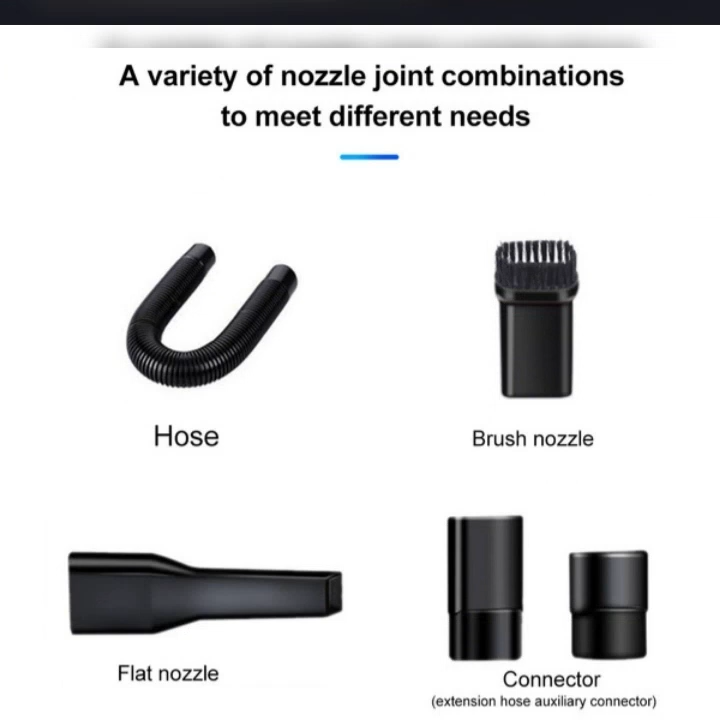 A variety of nozzle joint combinations
to meet different needs
Hose
Brush nozzle
Flat nozzle
Connector
(extension hose auxiliary connector)